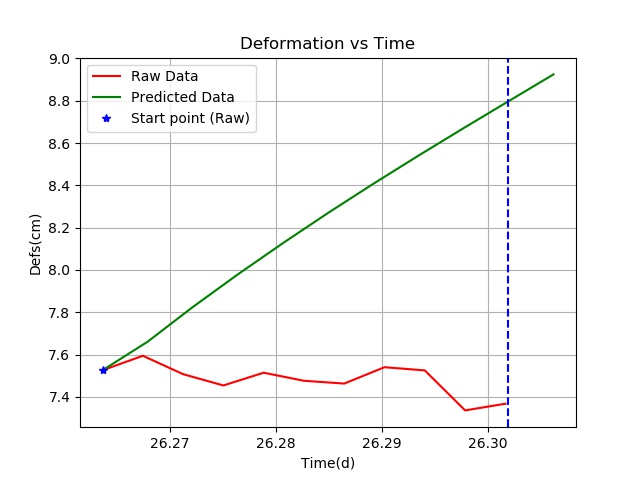 Deformation vs Time
Raw Data
Predicted Data
Start point (Raw)
Defs(cm)
9.0
8.8
8.6
8.4
8.2
8.0
7.8
7.6
7.4
26.27 26.28 26.29 26.30
Time(d)